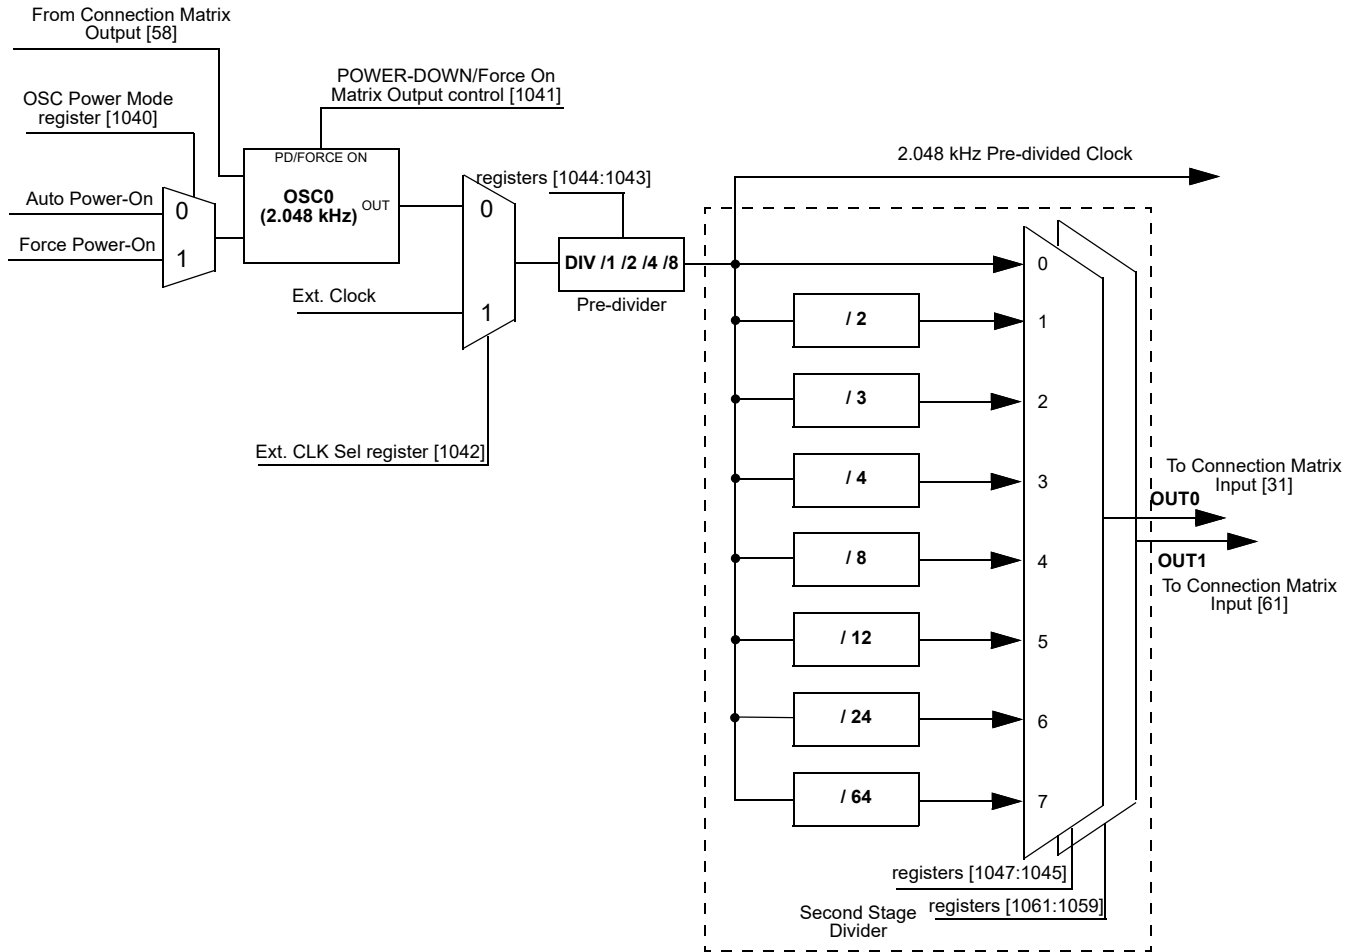 From Connection Matrix
Output [58]
POWER-DOWN/Force On
Matrix Output control [1041]
OSC Power Mode
register [1040]
PD/FORCE ON
OSC0
(2.048 kHz)
OUT
Auto Power-On
0
Force Power-On
1
registers [1044:1043]
0
Ext. Clock
1
DIV /1 /2 /4 /8
Pre-divider
Ext. CLK Sel register [1042]
2.048 kHz Pre-divided Clock
0
/ 2
1
/ 3
2
/ 4
3
/ 8
4
/ 12
5
/ 24
6
/ 64
7
To Connection Matrix
Input [31]
OUT0
OUT1
To Connection Matrix
Input [61]
registers [1047:1045]
registers [1061:1059]
Second Stage
Divider